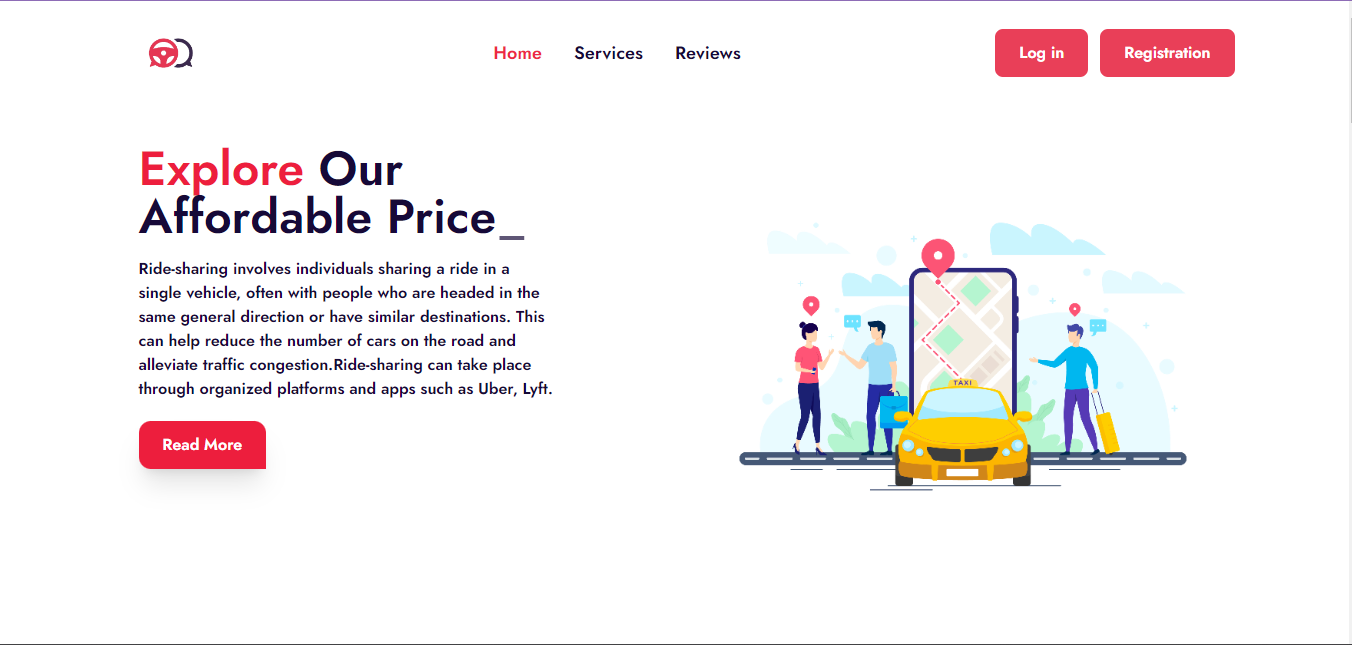 Home Services Reviews Log in Registration
Explore Our
Affordable Price_
Ride-sharing involves individuals sharing a ride in a
single vehicle, often with people who are headed in the
same general direction or have similar destinations. This
can help reduce the number of cars on the road and
alleviate traffic congestion.Ride-sharing can take place
through organized platforms and apps such as Uber, Lyft.
Read More
TAXI